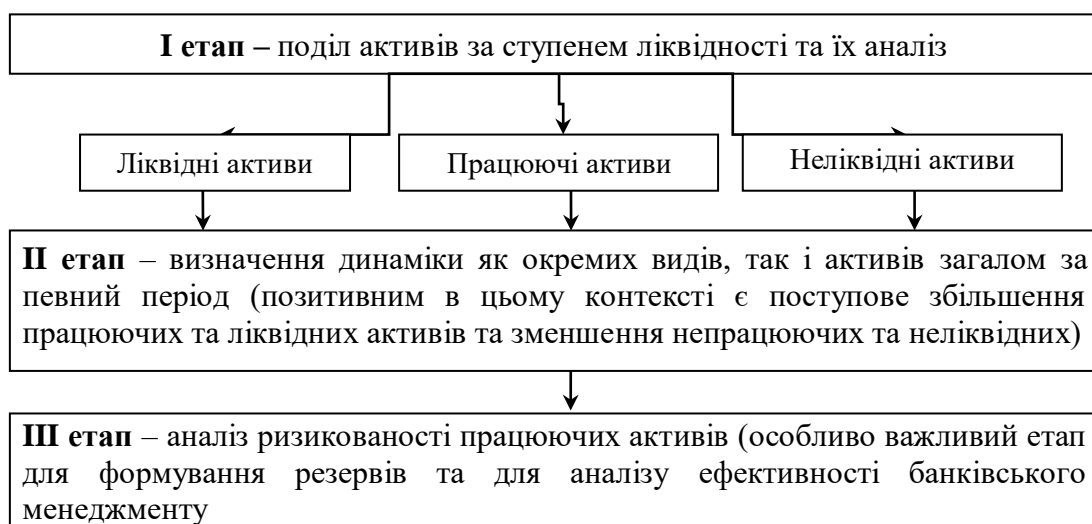 I етап – поділ активів за ступенем ліквідності та їх аналіз
Ліквідні активи
Працюючі активи
Неліквідні активи
II етап – визначення динаміки як окремих видів, так і активів загалом за
певний період (позитивним в цьому контексті є поступове збільшення
працюючих та ліквідних активів та зменшення непрацюючих та неліквідних)
III етап – аналіз ризикованості працюючих активів (особливо важливий етап
для формування резервів та для аналізу ефективності банківського
менеджменту